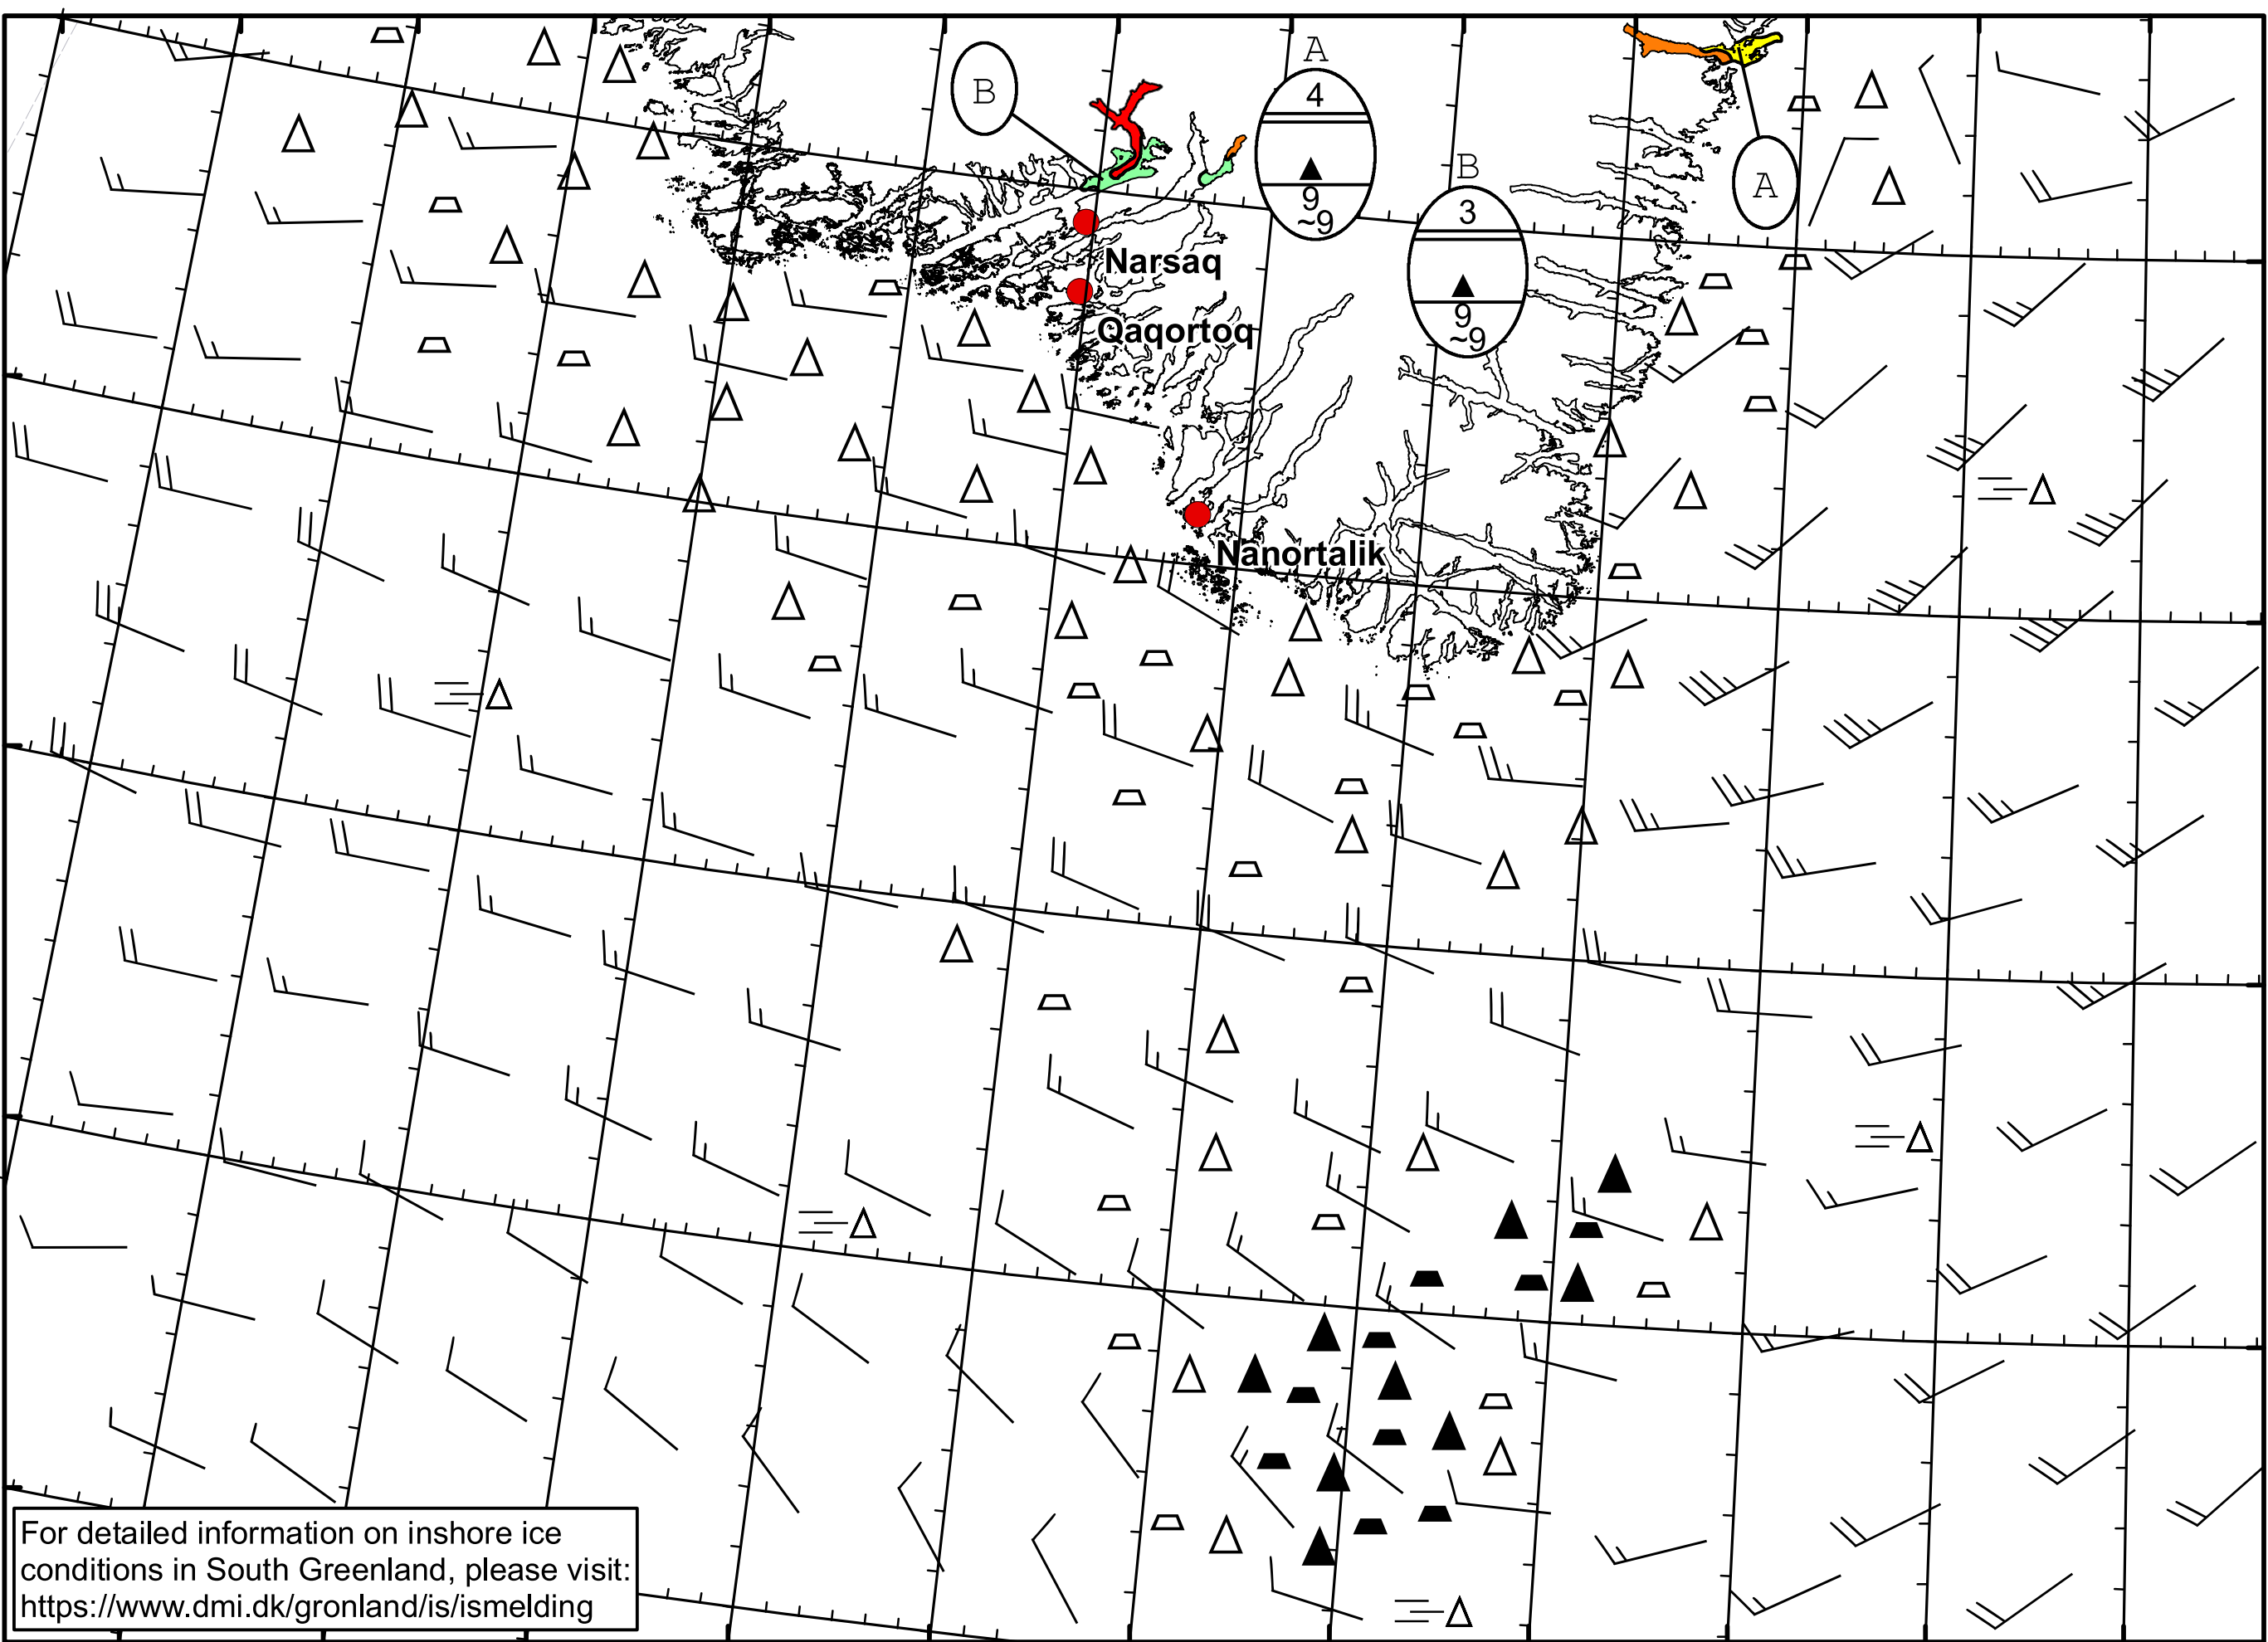 A
4
9
~9
B
B
3
9
~9
A
Narsaq
Qaqortoq
Nanortalik
For detailed information on inshore ice
conditions in South Greenland, please visit:
https://www.dmi.dk/gronland/is/ismelding